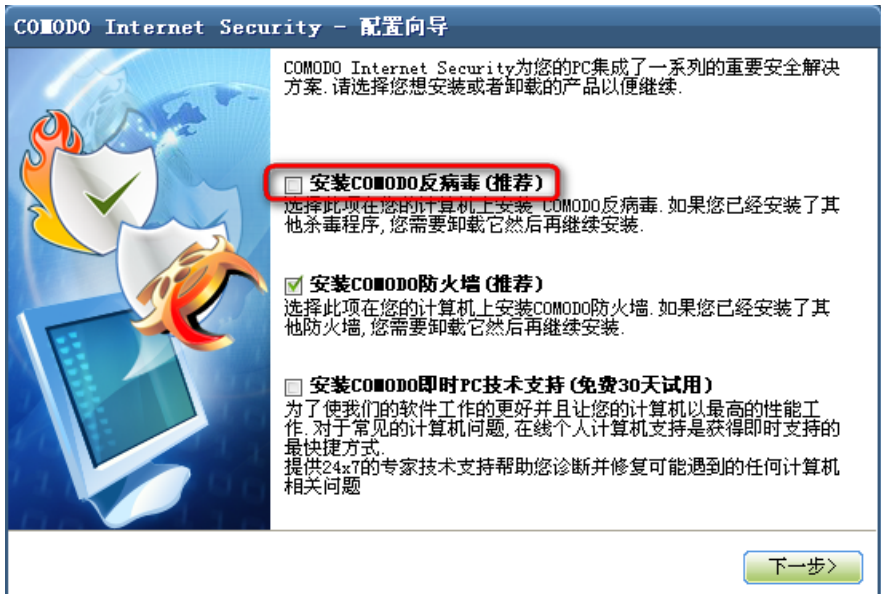 COMODO Internet Security - 配置向导
COMODO Internet Security为您的PC集成了一系列的重要安全解决
方案.请选择您想安装或者卸载的产品以便继续.
安装COMODO反病毒(推荐)
选择此项在您的计算机上安装 COMODO反病毒.如果您已经安装了其
他杀毒程序,您需要卸载它然后再继续安装.
安装COMODO防火墙(推荐)
选择此项在您的计算机上安装COMODO防火墙.如果您已经安装了其
他防火墙,您需要卸载它然后再继续安装.
安装COMODO即时PC技术支持(免费30天试用)
为了使我们的软件工作的更好并且让您的计算机以最高的性能工
作.对于常见的计算机问题,在线个人计算机支持是获得即时支持的
最快捷方式.
提供24x7的专家技术支持帮助您诊断并修复可能遇到的任何计算机
相关问题
下一步>